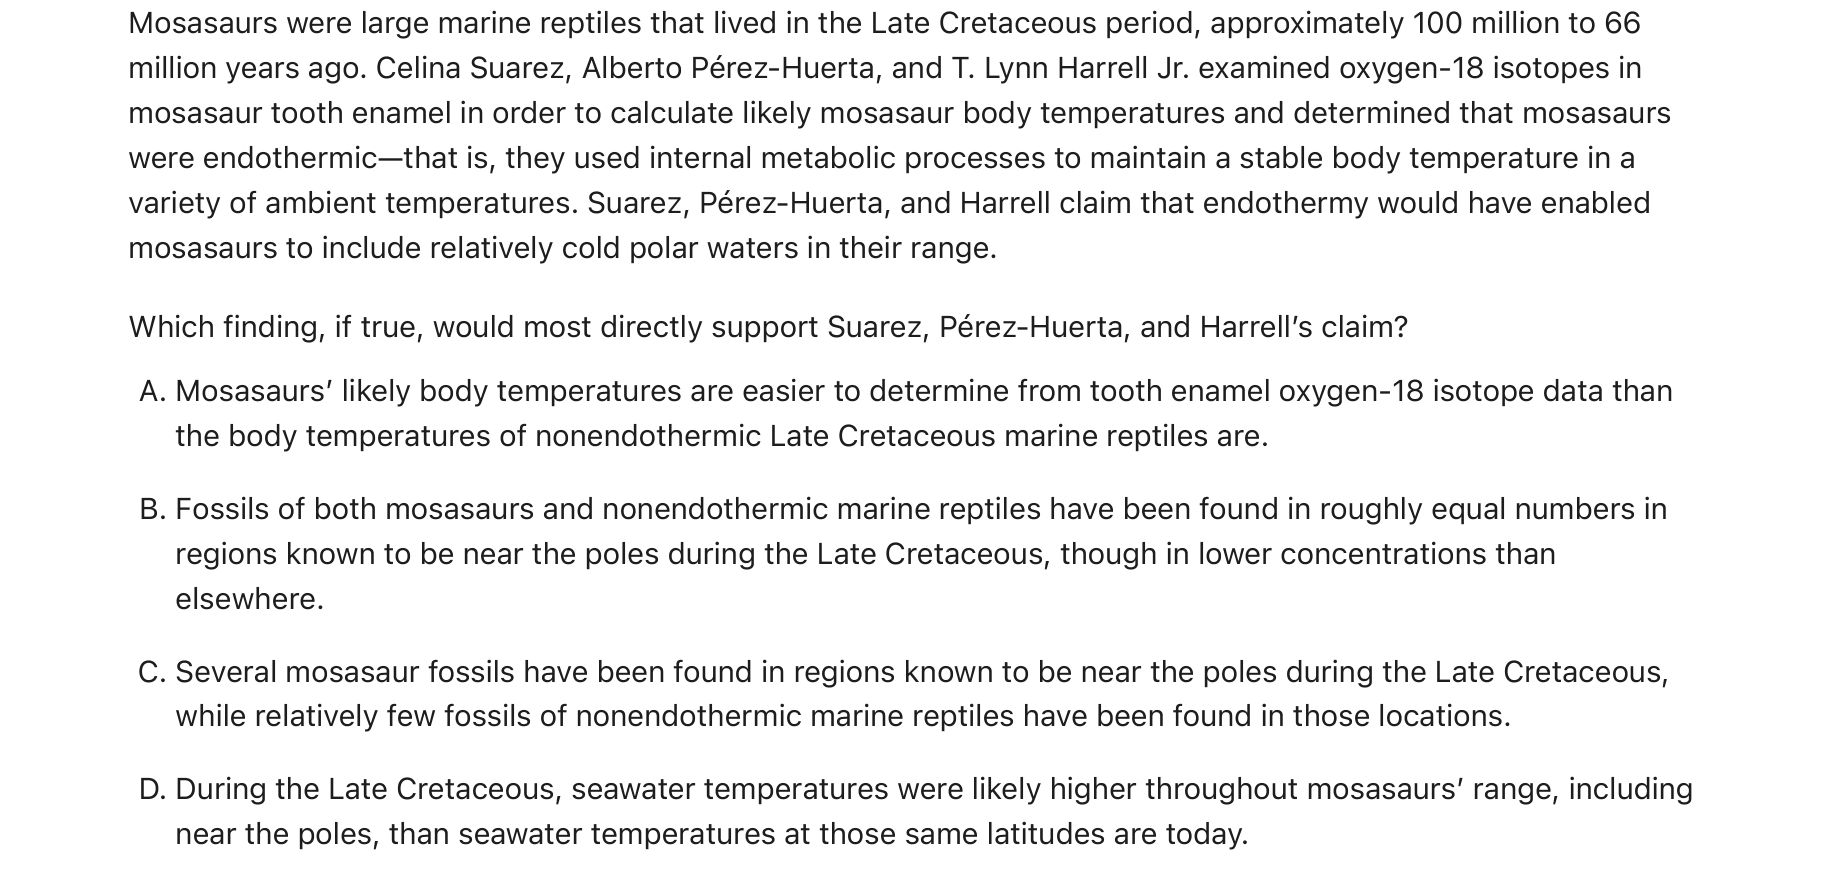 Mosasaurs were large marine reptiles that lived in the Late Cretaceous period, approximately 100 million to 66
million years ago. Celina Suarez, Alberto Pérez-Huerta, and T. Lynn Harrell Jr. examined oxygen-18 isotopes in
mosasaur tooth enamel in order to calculate likely mosasaur body temperatures and determined that mosasaurs
were endothermic—that is, they used internal metabolic processes to maintain a stable body temperature in a
variety of ambient temperatures. Suarez, Pérez-Huerta, and Harrell claim that endothermy would have enabled
mosasaurs to include relatively cold polar waters in their range.
Which finding, if true, would most directly support Suarez, Pérez-Huerta, and Harrell’s claim?
A. Mosasaurs’ likely body temperatures are easier to determine from tooth enamel oxygen-18 isotope data than
the body temperatures of nonendothermic Late Cretaceous marine reptiles are.
B. Fossils of both mosasaurs and nonendothermic marine reptiles have been found in roughly equal numbers in
regions known to be near the poles during the Late Cretaceous, though in lower concentrations than
elsewhere.
C. Several mosasaur fossils have been found in regions known to be near the poles during the Late Cretaceous,
while relatively few fossils of nonendothermic marine reptiles have been found in those locations.
D. During the Late Cretaceous, seawater temperatures were likely higher throughout mosasaurs’ range, including
near the poles, than seawater temperatures at those same latitudes are today.